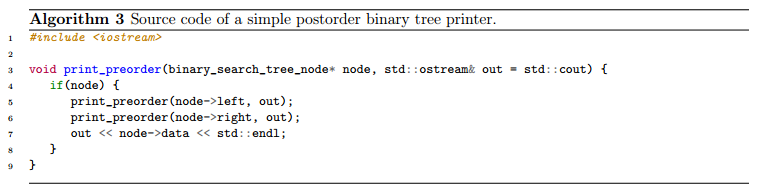 Algorithm 3 Source code of a simple postorder binary tree printer.
1 #include <iostream>
2
3 void print_preorder(binary_search_tree_node* node, std::ostream& out = std::cout) {
4 if(node) {
5 print_preorder(node->left, out);
6 print_preorder(node->right, out);
7 out << node->data << std::endl;
8 }
9 }